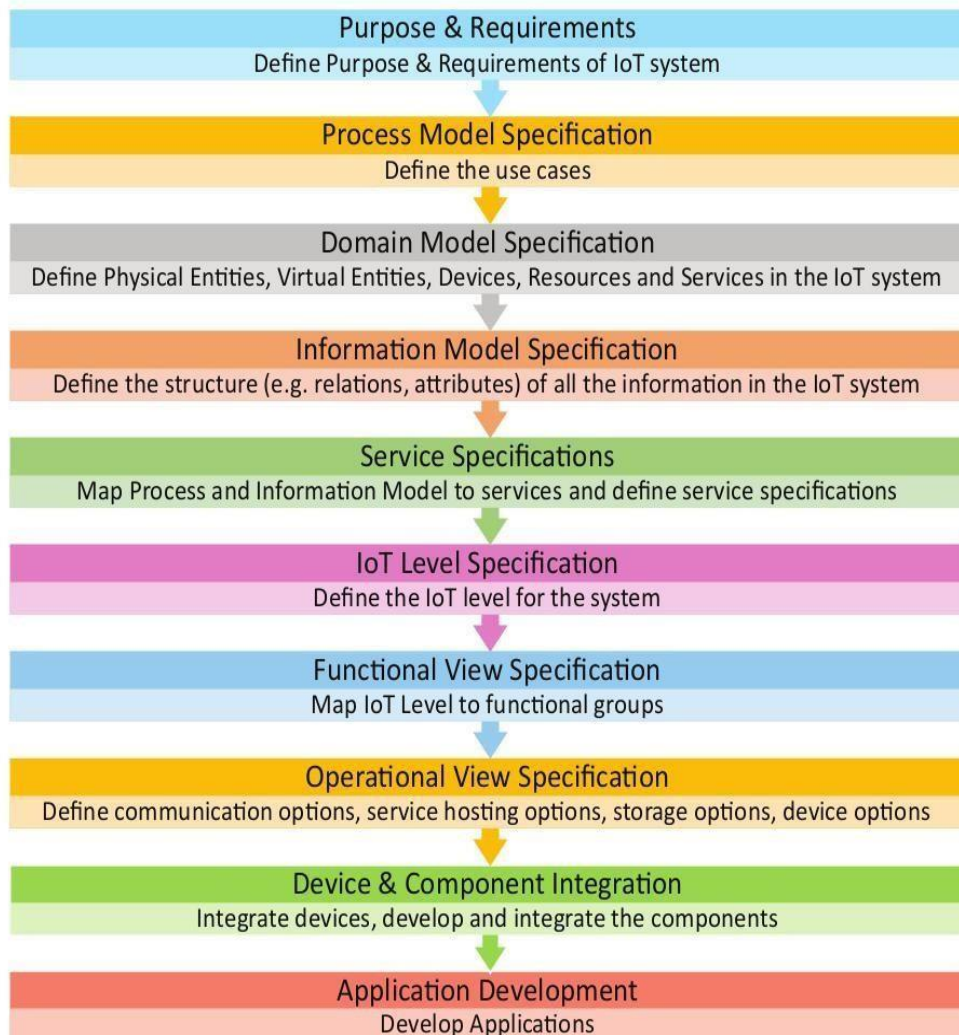 Purpose & Requirements
Define Purpose & Requirements of IoT system
Process Model Specification
Define the use cases
Domain Model Specification
Define Physical Entities, Virtual Entities, Devices, Resources and Services in the IoT system
Information Model Specification
Define the structure (e.g. relations, attributes) of all the information in the IoT system
Service Specifications
Map Process and Information Model to services and define service specifications
IoT Level Specification
Define the IoT level for the system
Functional View Specification
Map IoT Level to functional groups
Operational View Specification
Define communication options, service hosting options, storage options, device options
Device & Component Integration
Integrate devices, develop and integrate the components
Application Development
Develop Applications